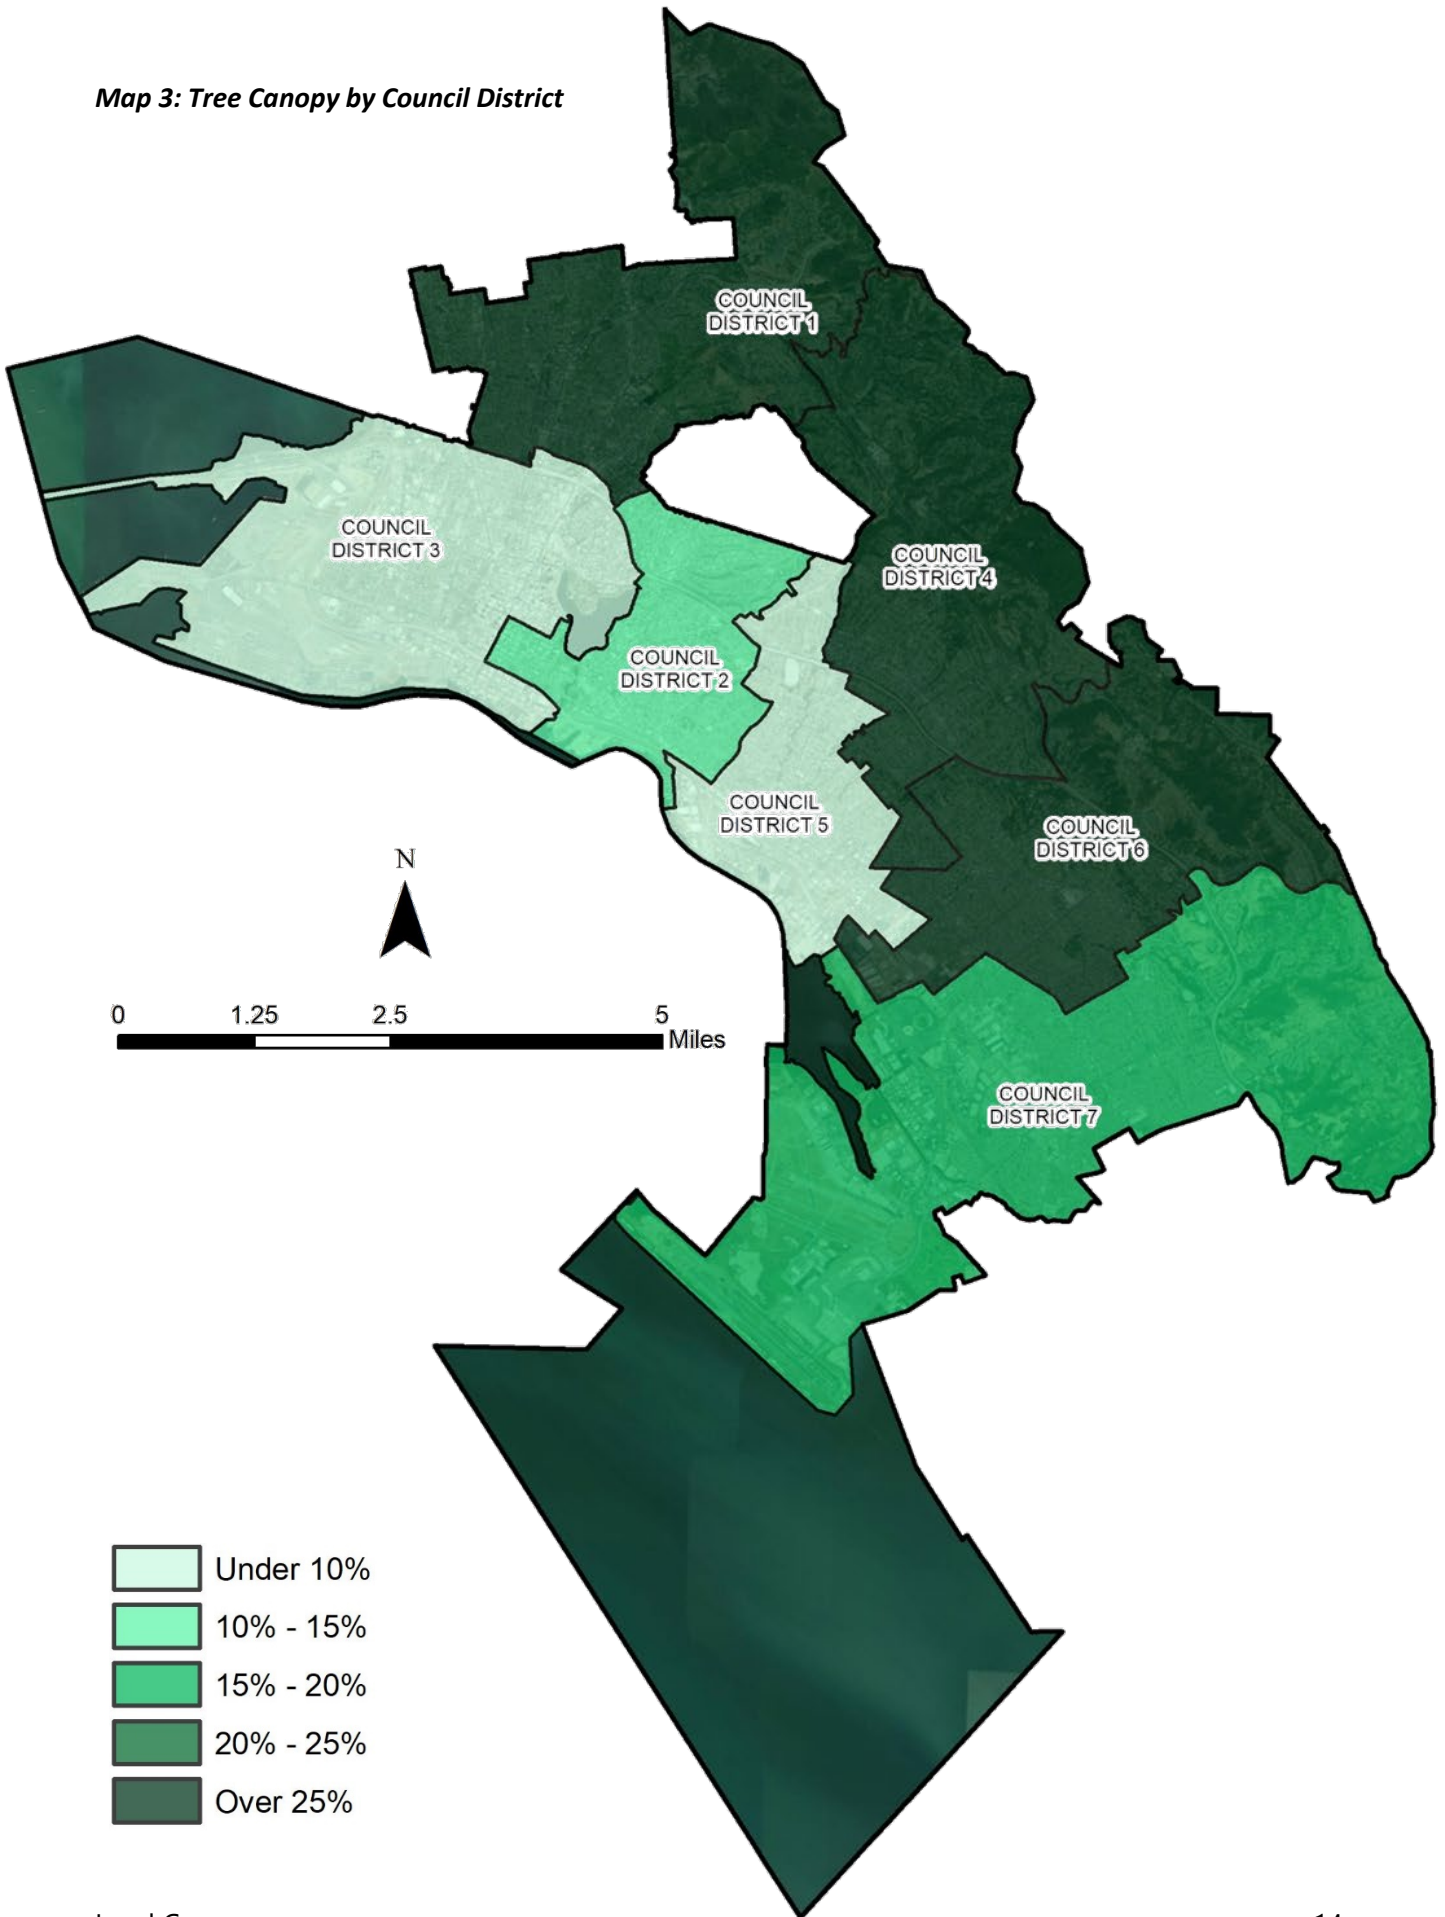 Map 3: Tree Canopy by Council District
COUNCIL
DISTRICT 1
COUNCIL
DISTRICT 3
COUNCIL
DISTRICT 4
COUNCIL
DISTRICT 2
COUNCIL
DISTRICT 5
COUNCIL
DISTRICT 6
N
0 1.25 2.5 5
Miles
COUNCIL
DISTRICT 7
Under 10%
10% - 15%
15% - 20%
20% - 25%
Over 25%
14